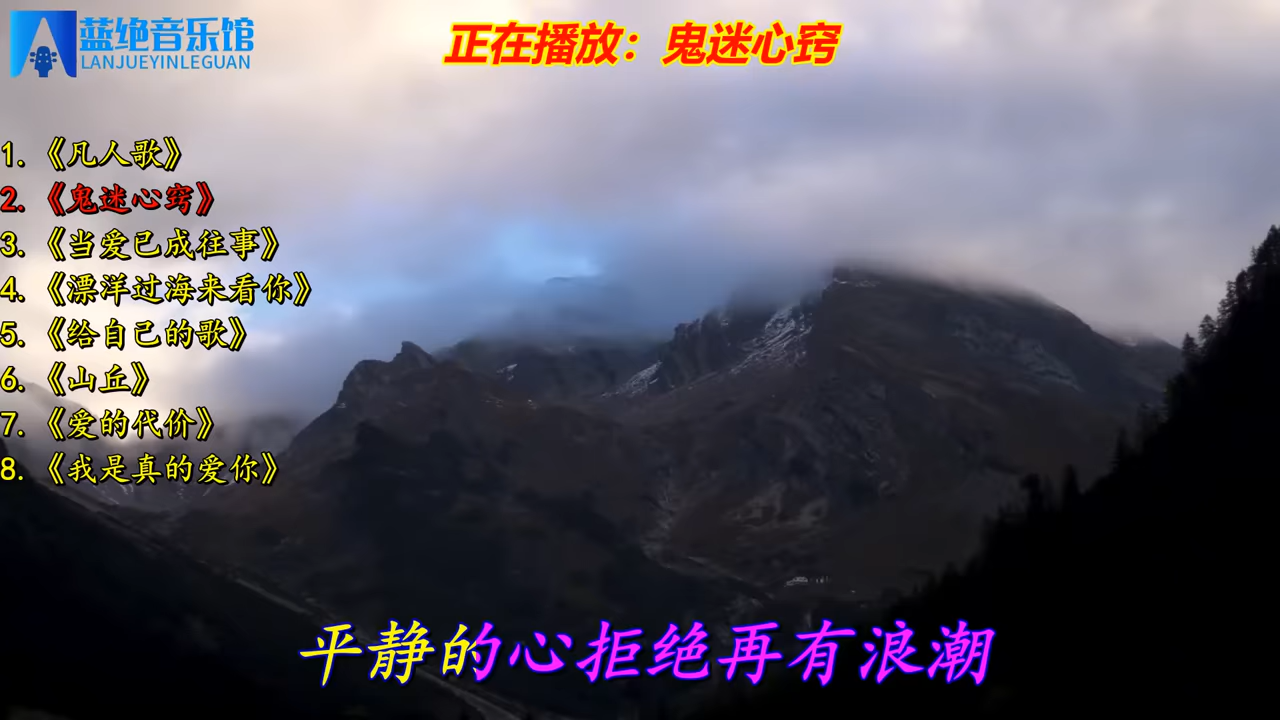 蓝绝音乐馆
LANJUEYINLEGUAN
正在播放：鬼迷心窍
1.《凡人歌》
2.《鬼迷心窍》
3.《当爱已成往事》
4.《漂洋过海来看你》
5.《给自己的歌》
6.《山丘》
7.《爱的代价》
8.《我是真的爱你》
平静的心拒绝再有浪潮